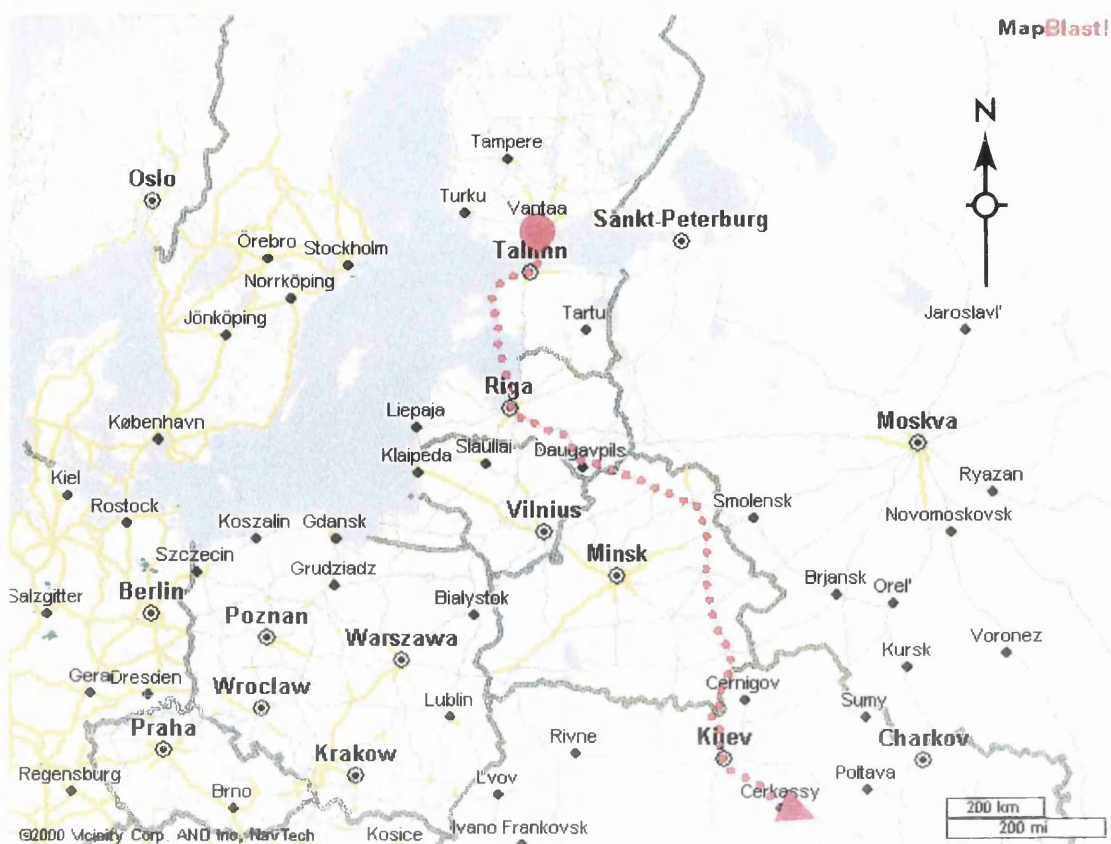 MapBlast!
N
Tampere
Oslo
Turku
Vantaa
Sankt-Peterburg
Örebro
Stockholm
Tallinn
Norrköping
Jaroslavl'
Jönköping
Tartu
Riga
København
Liepaja
Moskva
Siauliai
Daugavpils
Klaipeda
Kiel
Ryazan
Rostock
Smolensk
Vilnius
Koszalin
Gdansk
Novomoskovsk
Szczecin
Minsk
Grudziadz
Brjansk
Orel'
Salzgitter
Berlin
Bialystok
Poznan
Warszawa
Voronez
Kursk
Gera
Dresden
Wroclaw
Cernigov
Lublin
Sumy
Praha
Rivne
Kiiev
Charkov
Krakow
Regensburg
L'vov
Poltava
Brno
Cerkassy
200 km
200 mi
©2000 Vicinity Corp. AND Inc, NavTech
Kosice
Ivano Frankovsk